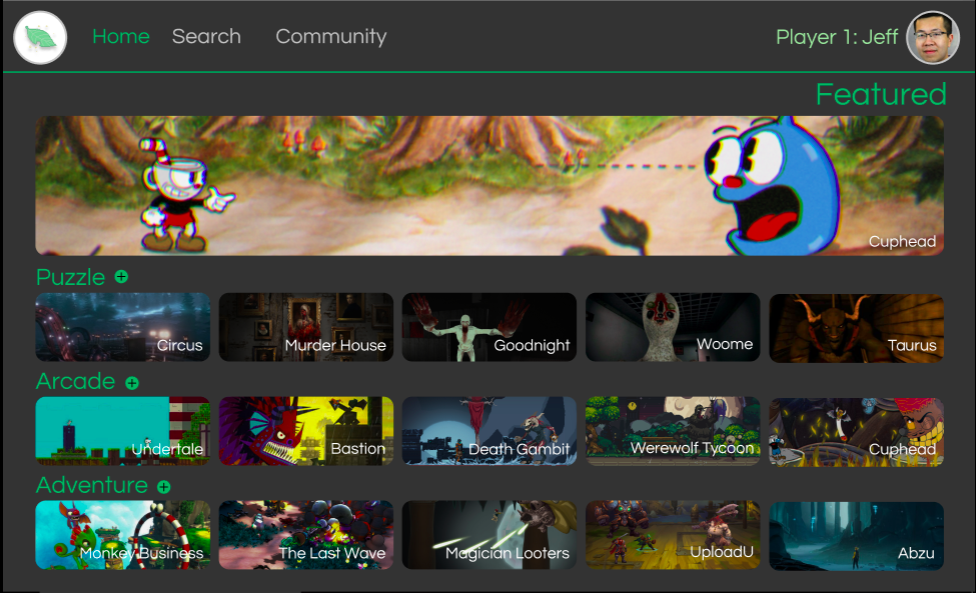 Home Search Community Player 1: Jeff
Featured
Cuphead
Puzzle
Circus Murder House Goodnight Woome Taurus
Arcade
Undertale Bastion Death Gambit Werewolf Tycoon Cuphead
Adventure
Monkey Business The Last Wave Magician Looters UploadU Abzu